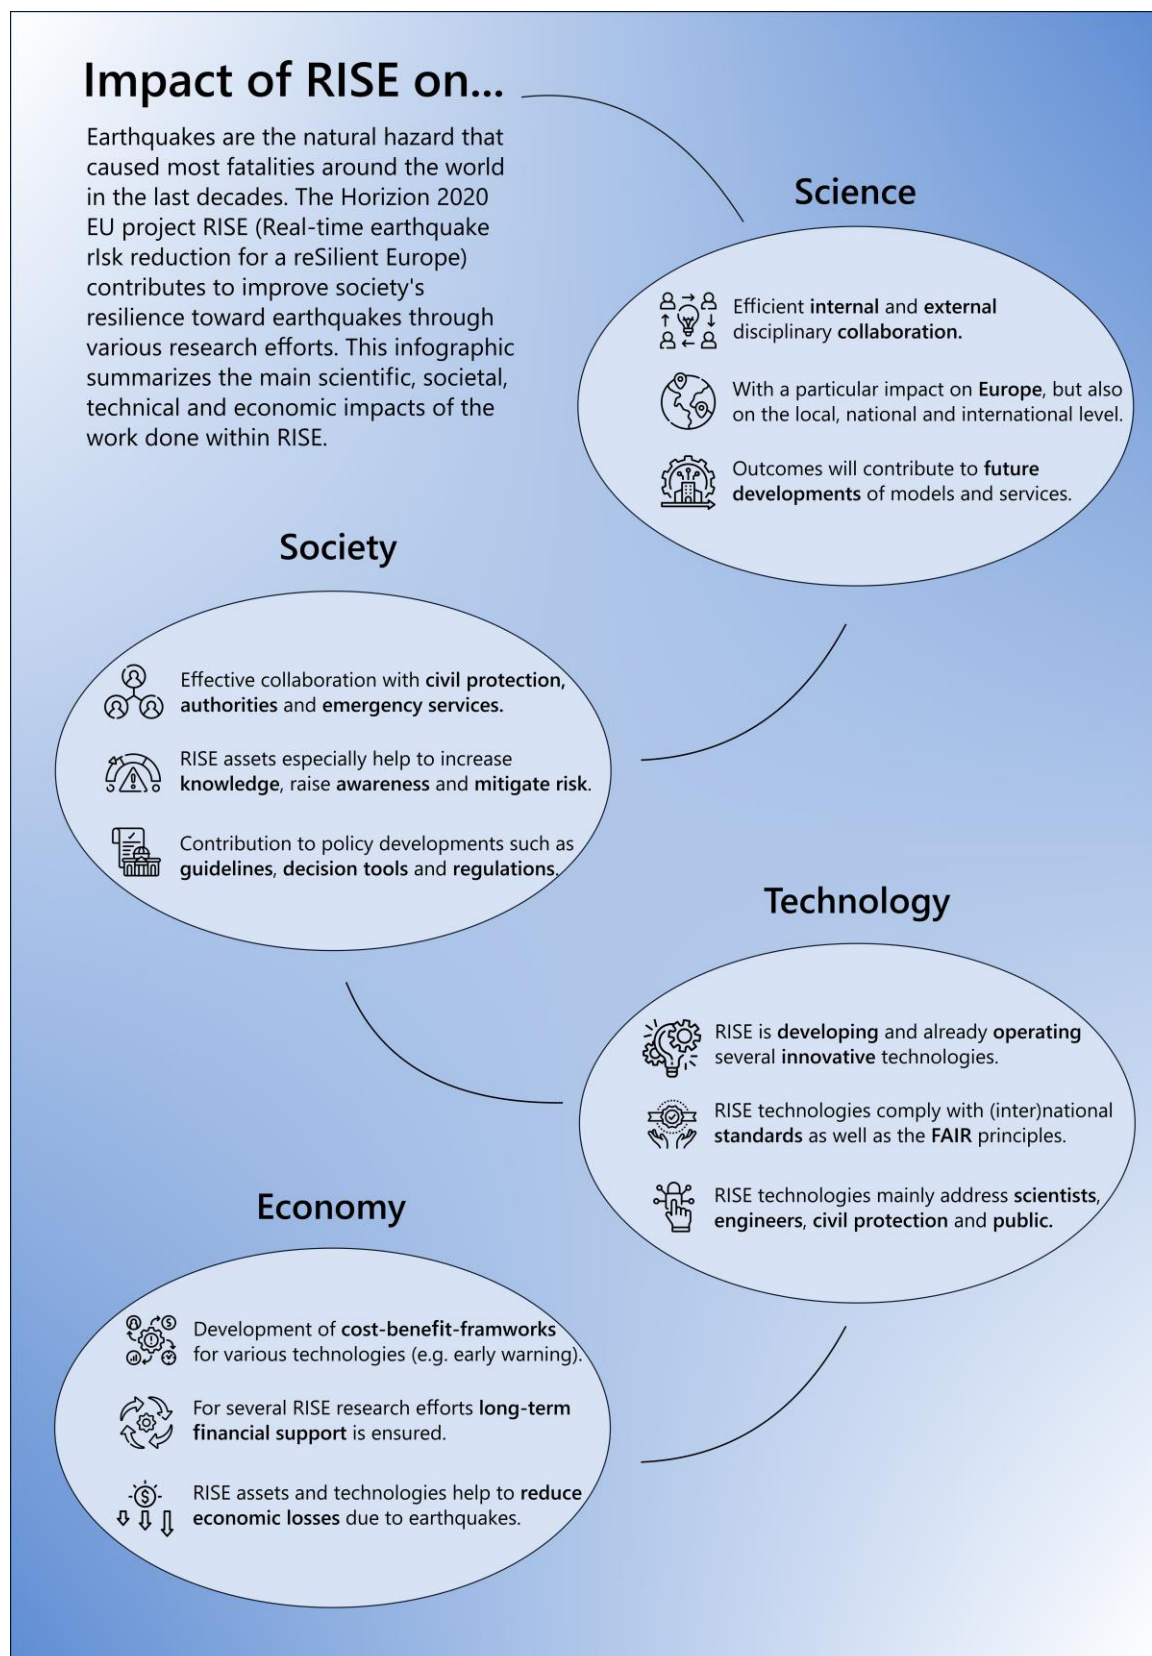 Impact of RISE on...
Earthquakes are the natural hazard that
caused most fatalities around the world
in the last decades. The Horizion 2020
EU project RISE (Real-time earthquake
rIsk reduction for a reSilient Europe)
contributes to improve society's
resilience toward earthquakes through
various research efforts. This infographic
summarizes the main scientific, societal,
technical and economic impacts of the
work done within RISE.
Science
Efficient internal and external
disciplinary collaboration.
With a particular impact on Europe, but also
on the local, national and international level.
Outcomes will contribute to future
developments of models and services.
Society
Effective collaboration with civil protection,
authorities and emergency services.
RISE assets especially help to increase
knowledge, raise awareness and mitigate risk.
Contribution to policy developments such as
guidelines, decision tools and regulations.
Technology
RISE is developing and already operating
several innovative technologies.
RISE technologies comply with (inter)national
standards as well as the FAIR principles.
RISE technologies mainly address scientists,
engineers, civil protection and public.
Economy
Development of cost-benefit-framworks
for various technologies (e.g. early warning).
For several RISE research efforts long-term
financial support is ensured.
RISE assets and technologies help to reduce
economic losses due to earthquakes.